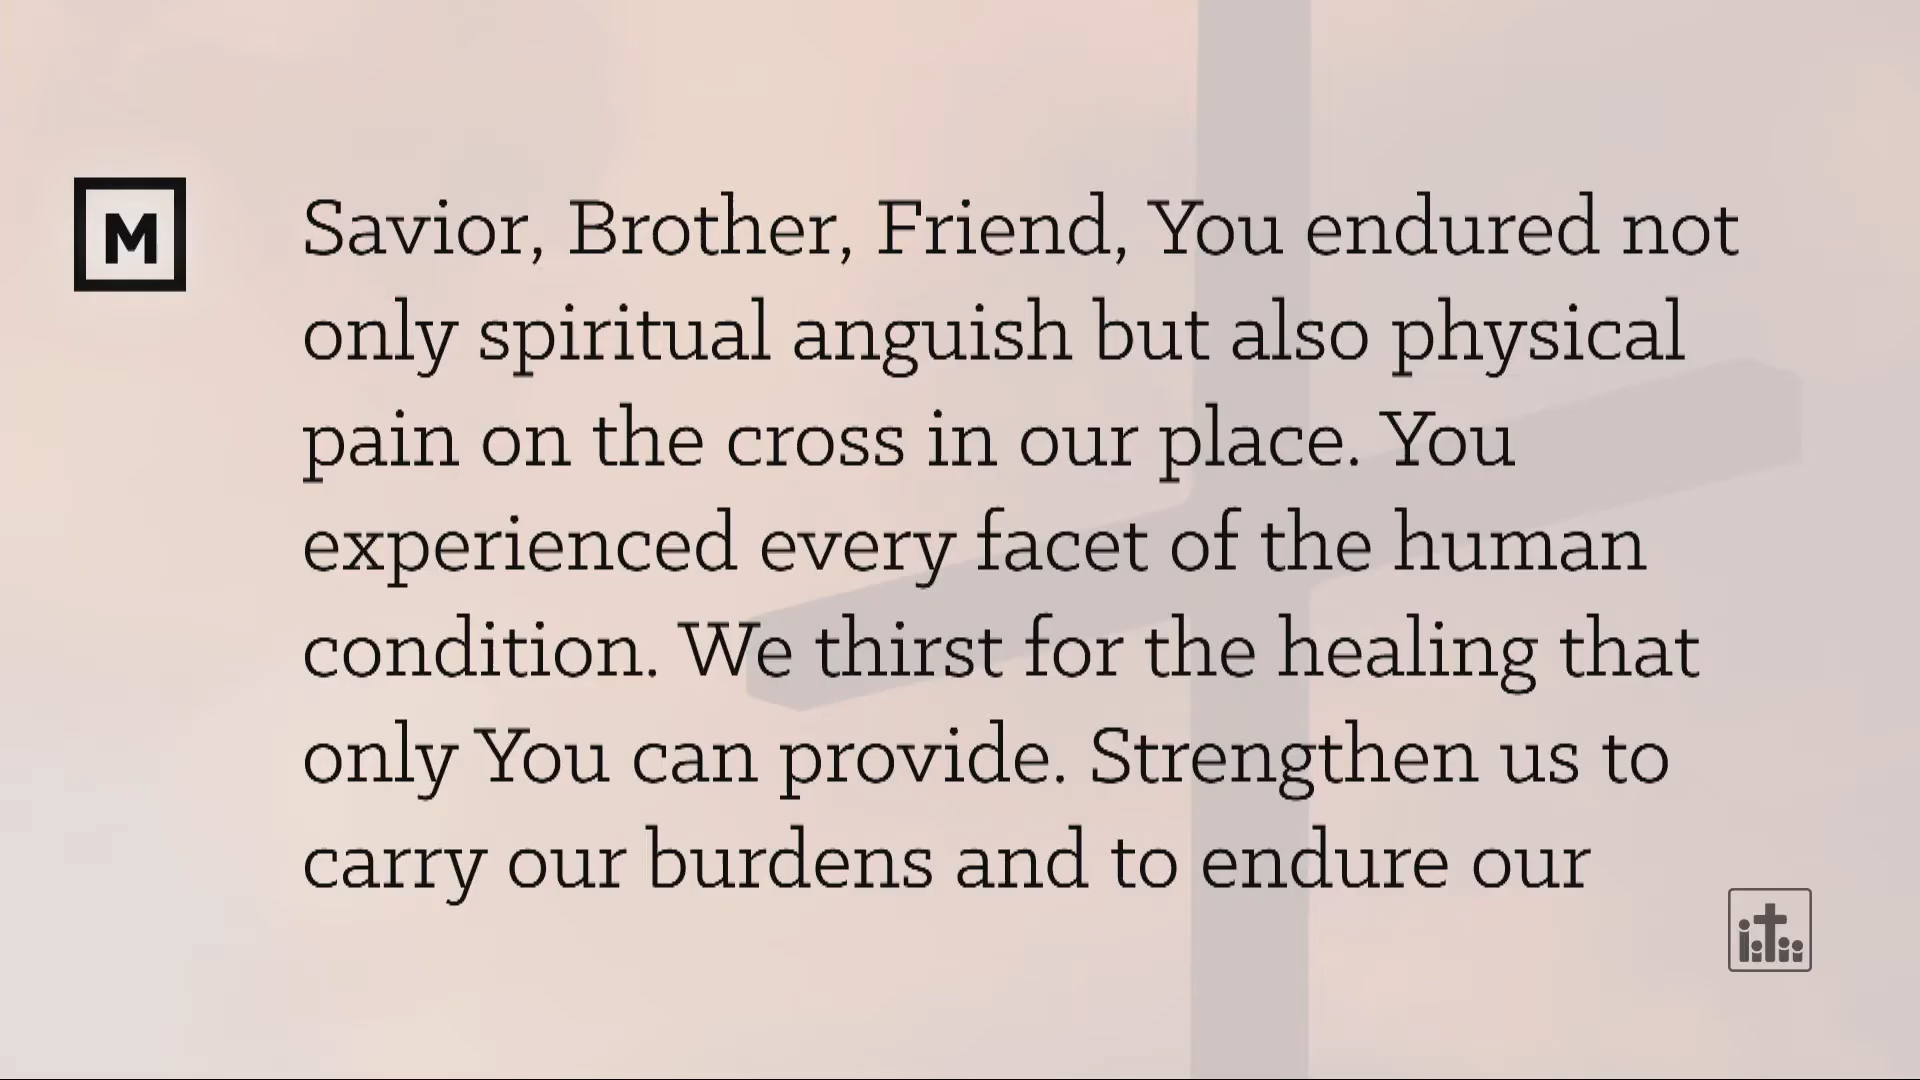 M
Savior, Brother, Friend, You endured not
only spiritual anguish but also physical
pain on the cross in our place. You
experienced every facet of the human
condition. We thirst for the healing that
only You can provide. Strengthen us to
carry our burdens and to endure our